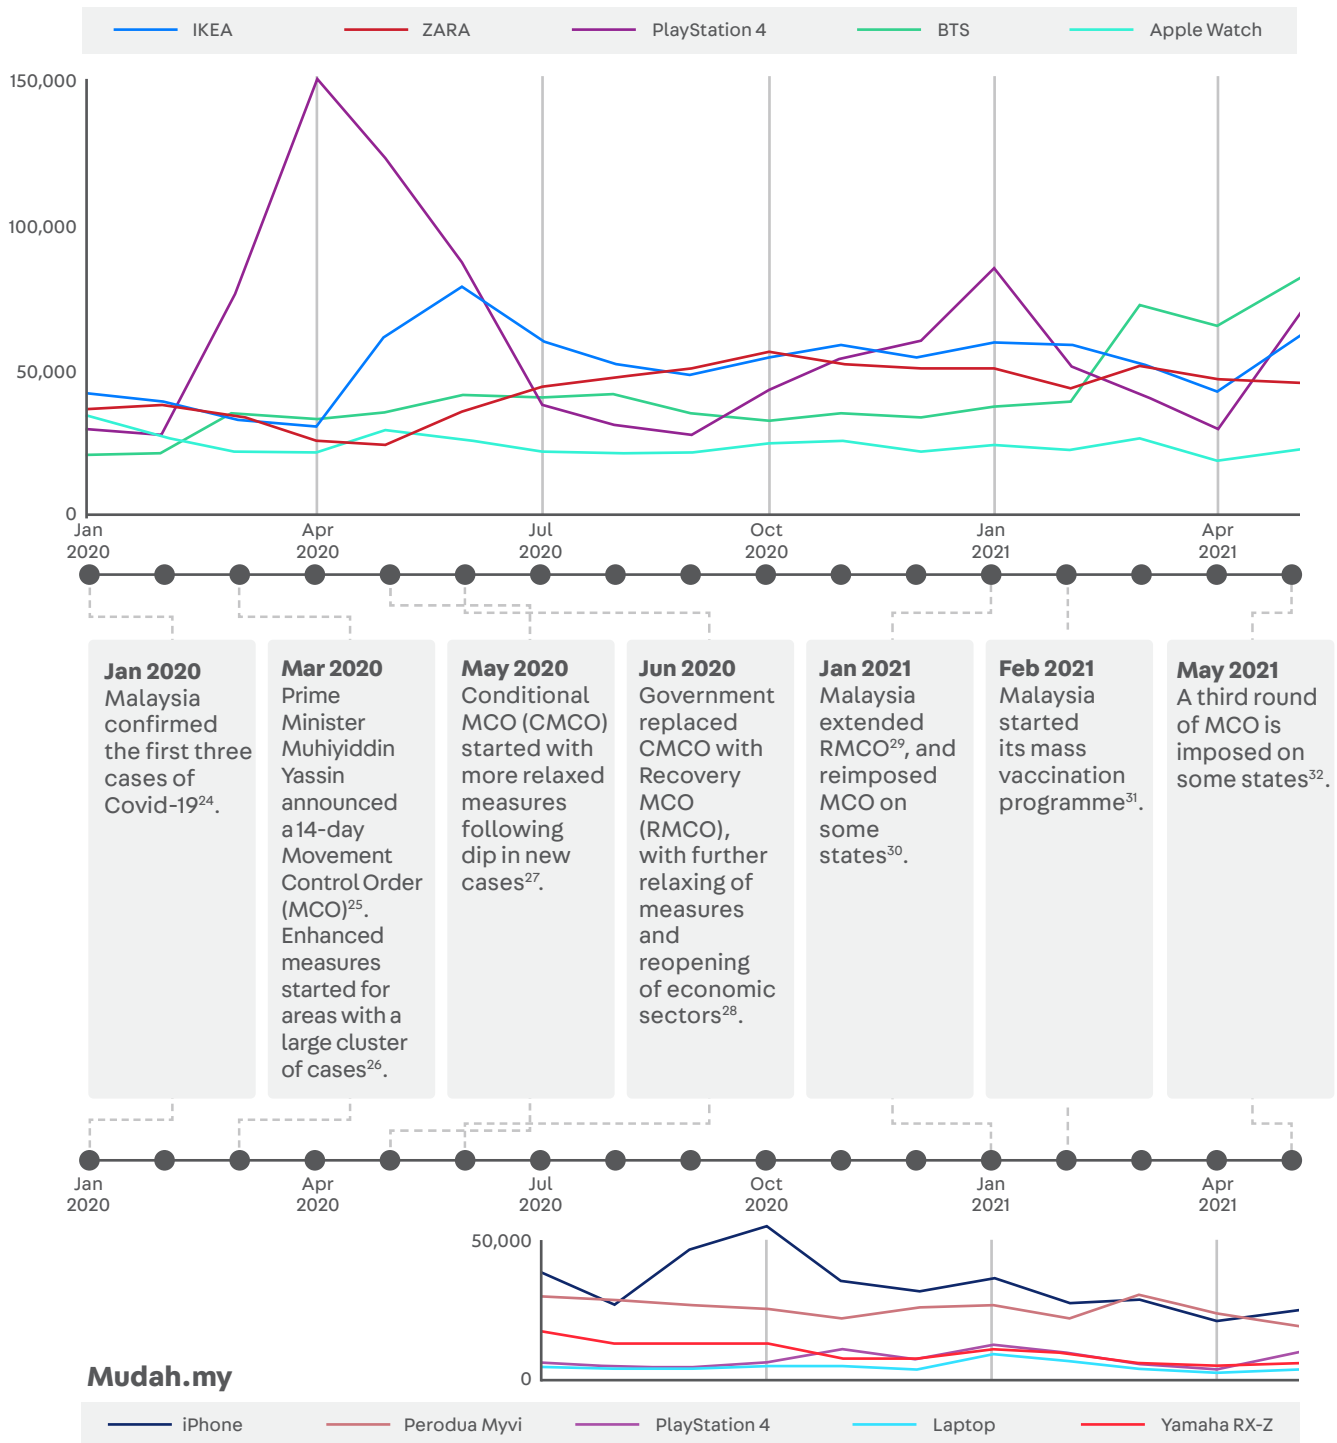 IKEA ZARA PlayStation 4 BTS Apple Watch
150,000
100,000
50,000
0
Jan 2020
Apr 2020
Jul 2020
Oct 2020
Jan 2021
Apr 2021
Jan 2020
Malaysia
confirmed
the first three
cases of
Covid-19²⁴.
Mar 2020
Prime
Minister
Muhiyiddin
Yassin
announced
a 14-day
Movement
Control Order
(MCO)²⁵.
Enhanced
measures
started for
areas with a
large cluster
of cases²⁶.
May 2020
Conditional
MCO (CMCO)
started with
more relaxed
measures
following
dip in new
cases²⁷.
Jun 2020
Government
replaced
CMCO with
Recovery
MCO
(RMCO),
with further
relaxing of
measures
and
reopening
of economic
sectors²⁸.
Jan 2021
Malaysia
extended
RMCO²⁹, and
reimposed
MCO on
some
states³⁰.
Feb 2021
Malaysia
started
its mass
vaccination
programme³¹.
May 2021
A third round
of MCO is
imposed on
some states³².
Jan 2020
Apr 2020
Jul 2020
Oct 2020
Jan 2021
Apr 2021
50,000
0
Mudah.my
iPhone Perodua Myvi PlayStation 4 Laptop Yamaha RX-Z